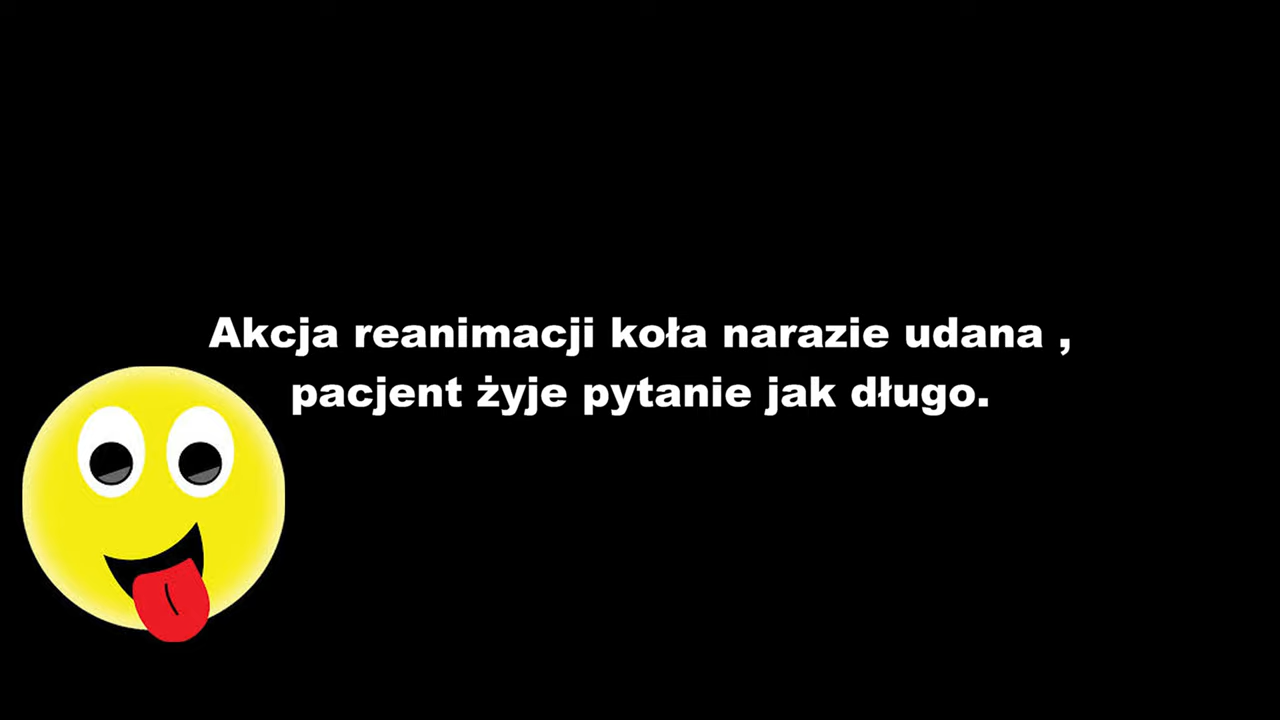 Akcja reanimacji koła narazie udana ,
pacjent żyje pytanie jak długo.